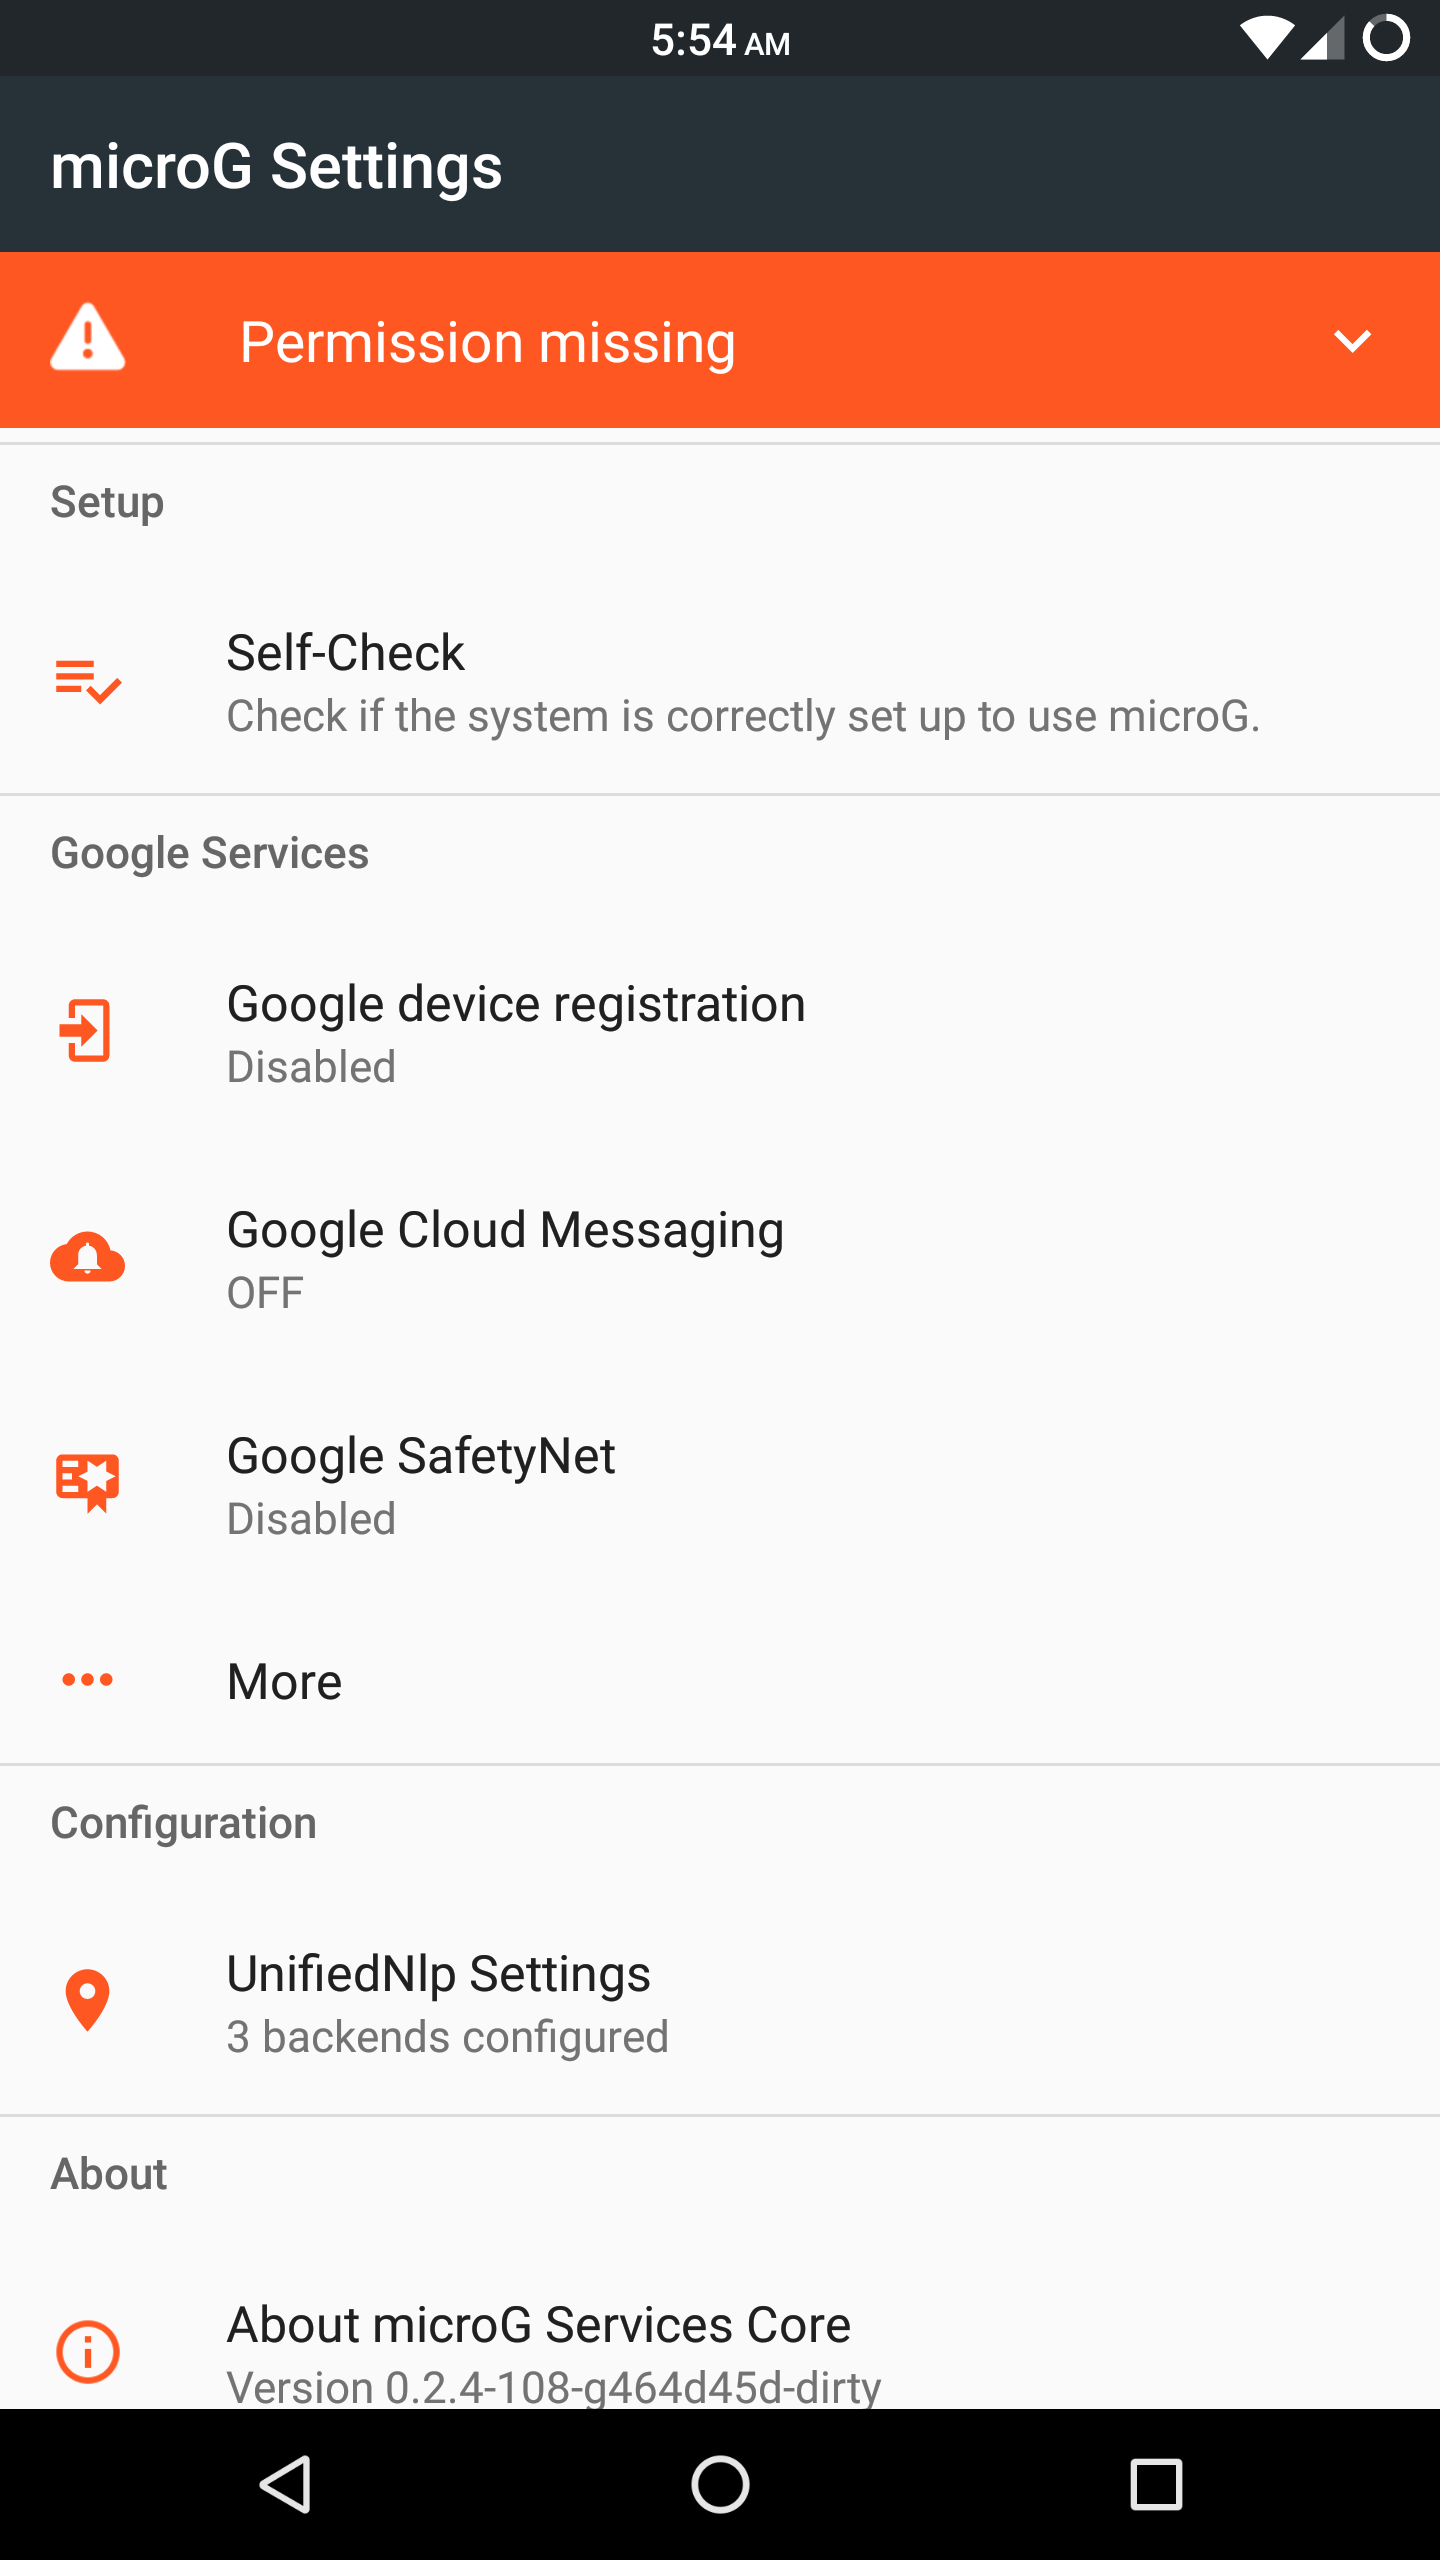 5:54 AM
microG Settings
Permission missing
Setup
Self-Check
Check if the system is correctly set up to use microG.
Google Services
Google device registration
Disabled
Google Cloud Messaging
OFF
Google SafetyNet
Disabled
More
Configuration
UnifiedNlp Settings
3 backends configured
About
About microG Services Core
Version 0.2.4-108-g464d45d-dirty